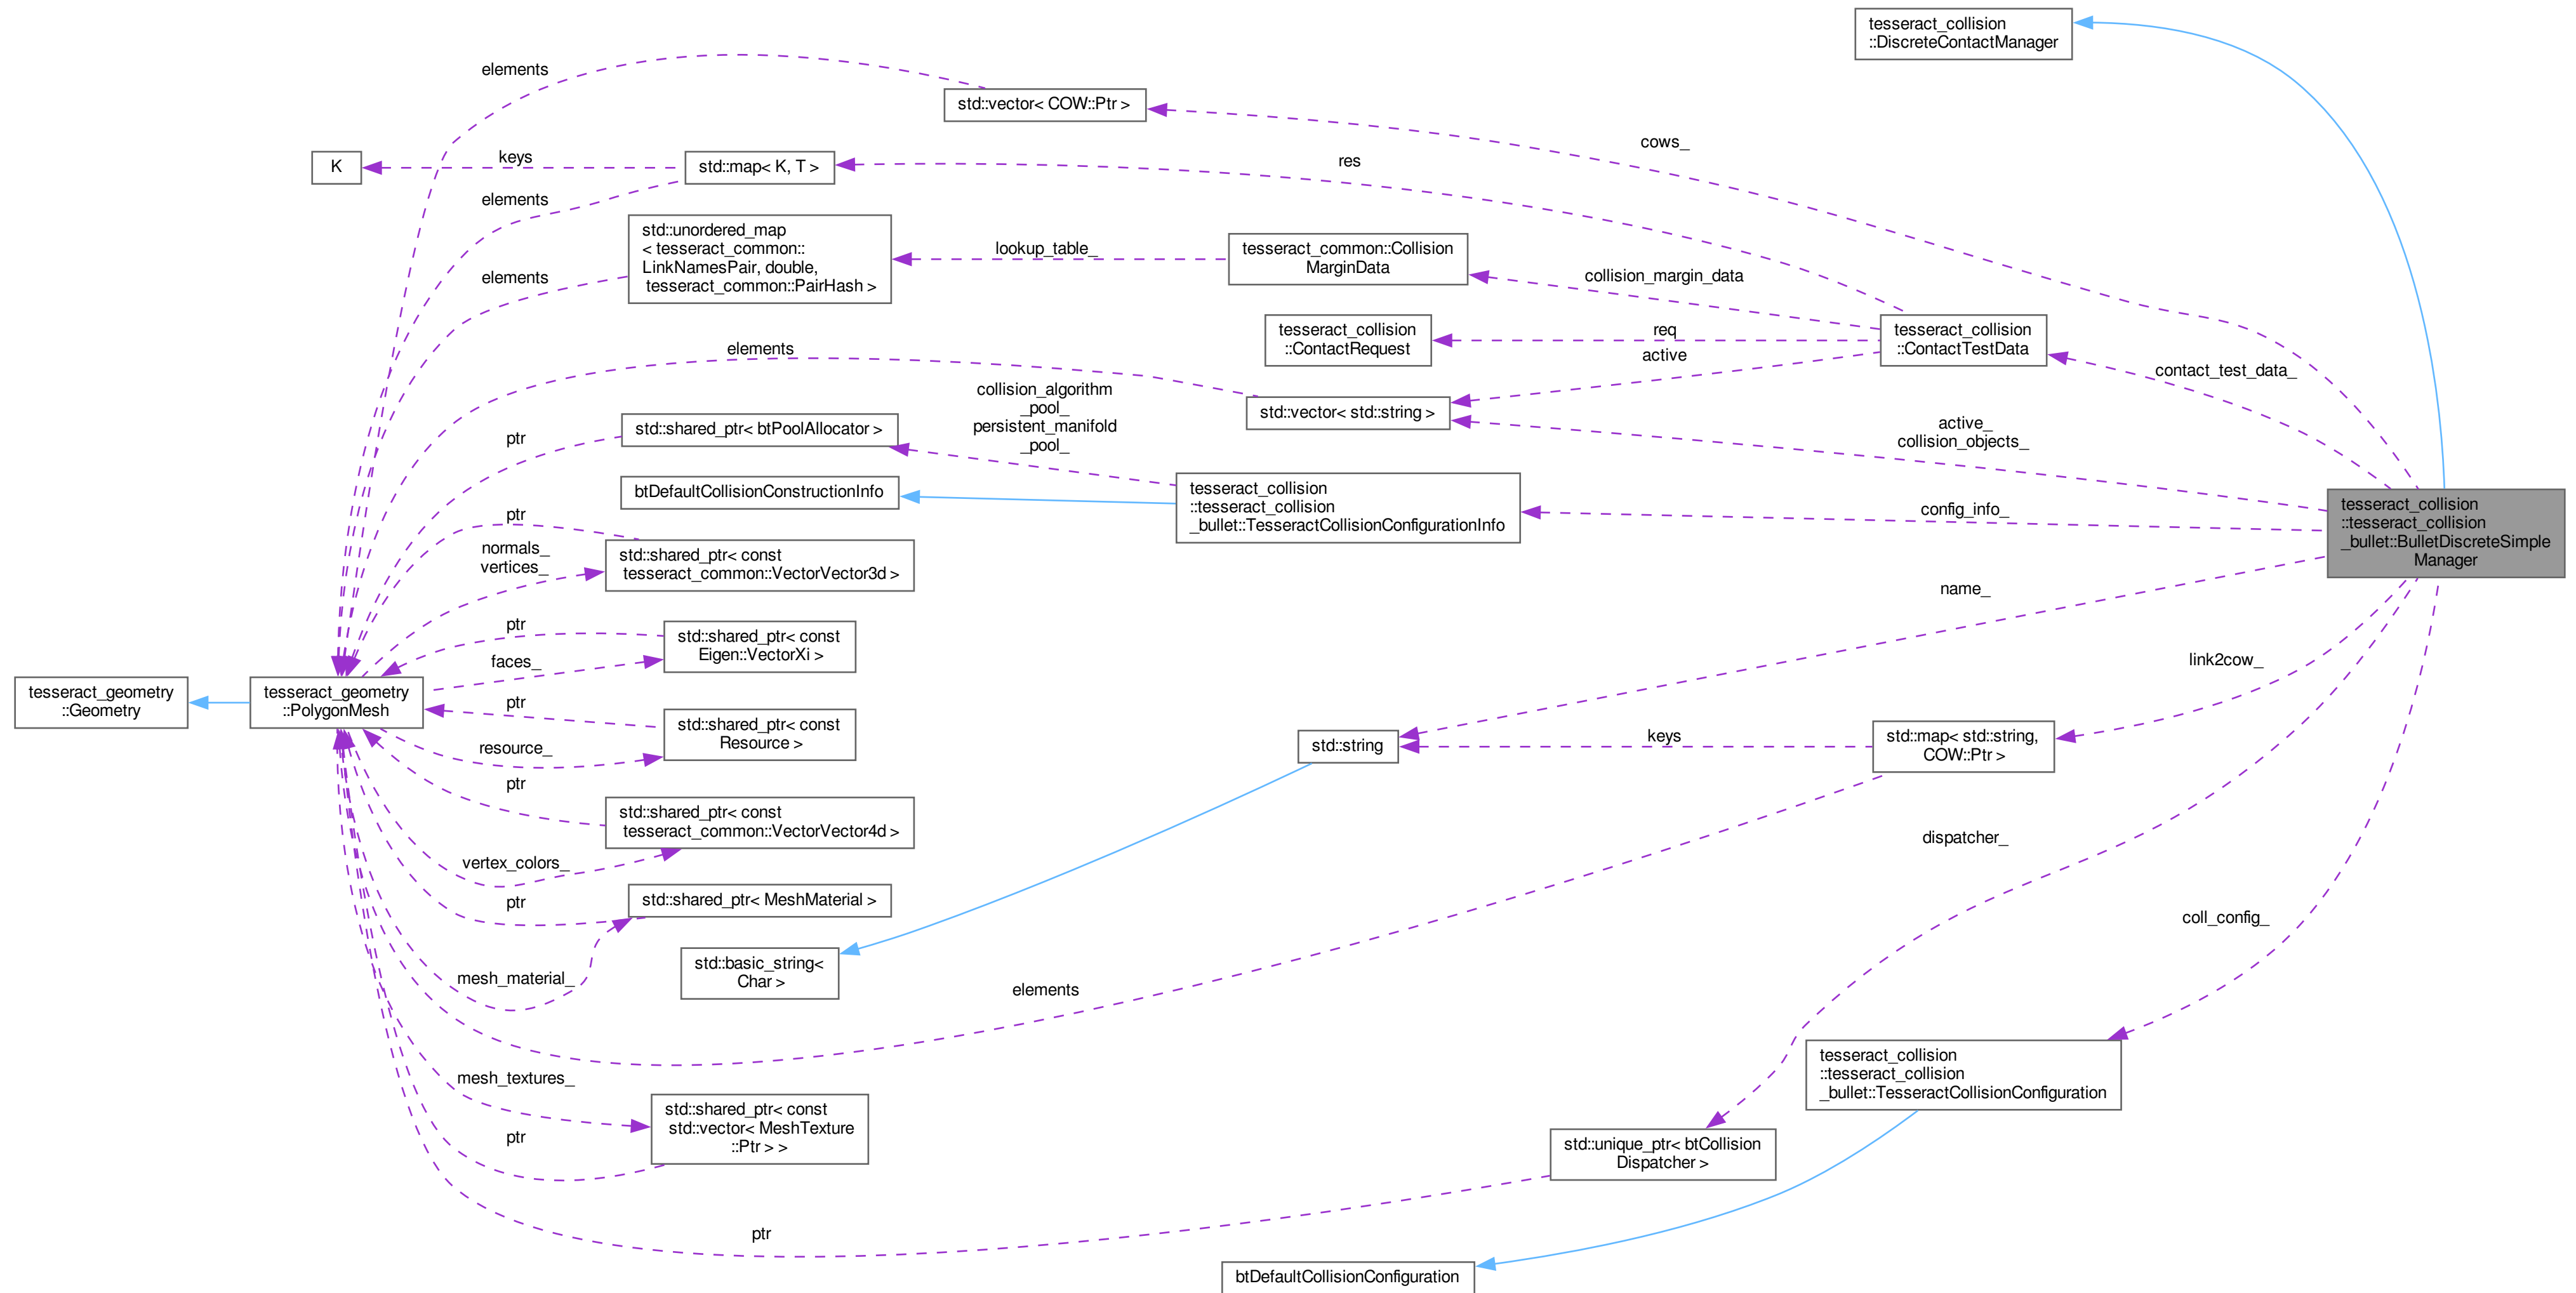 tesseract_collision
::DiscreteContactManager
elements
std::vector< COW::Ptr >
cows_
K
keys
std::map< K, T >
res
elements
std::unordered_map
< tesseract_common::
LinkNamesPair, double,
tesseract_common::PairHash >
elements
lookup_table_
tesseract_common::Collision
MarginData
collision_margin_data
tesseract_collision
::ContactRequest
req
active
tesseract_collision
::ContactTestData
contact_test_data_
elements
std::vector< std::string >
active_
collision_objects_
collision_algorithm
_pool_
persistent_manifold
_pool_
ptr
std::shared_ptr< btPoolAllocator >
btDefaultCollisionConstructionInfo
tesseract_collision
::tesseract_collision
_bullet::TesseractCollisionConfigurationInfo
config_info_
tesseract_collision
::tesseract_collision
_bullet::BulletDiscreteSimple
Manager
ptr
normals_
vertices_
std::shared_ptr< const
tesseract_common::VectorVector3d >
name_
ptr
faces_
std::shared_ptr< const
Eigen::VectorXi >
link2cow_
tesseract_geometry
::Geometry
tesseract_geometry
::PolygonMesh
ptr
resource_
std::shared_ptr< const
Resource >
std::string
keys
std::map< std::string,
COW::Ptr >
ptr
std::shared_ptr< const
tesseract_common::VectorVector4d >
vertex_colors_
dispatcher_
ptr
std::shared_ptr< MeshMaterial >
coll_config_
mesh_material_
std::basic_string<
Char >
elements
mesh_textures_
std::shared_ptr< const
std::vector< MeshTexture
::Ptr > >
ptr
tesseract_collision
::tesseract_collision
_bullet::TesseractCollisionConfiguration
std::unique_ptr< btCollision
Dispatcher >
ptr
btDefaultCollisionConfiguration